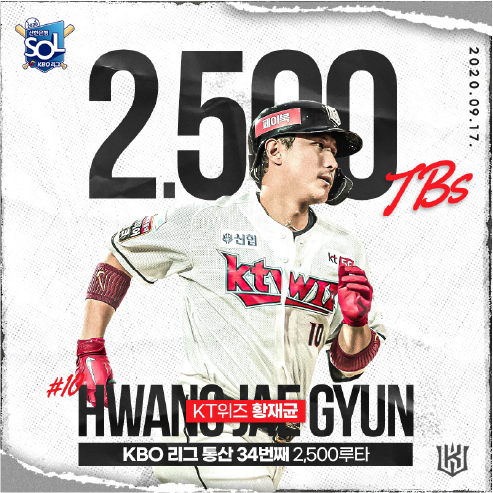 신한은행
SOL
KBO 리그
2.500
2020.09.17.
TBs
페이북
신협
kt 5G
kt wiz
10
#10
HWANG JAE GYUN
KT위즈 황재균
KBO 리그 통산 34번째 2,500루타